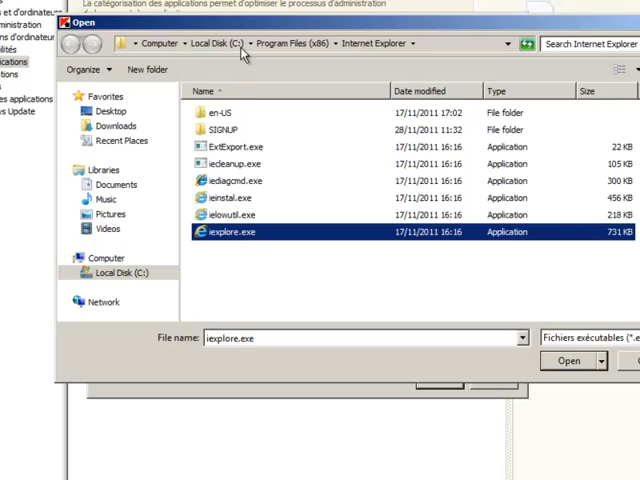 La catégorisation des applications permet d'optimiser le processus d'administration
Open
Computer Local Disk (C:) Program Files (x86) Internet Explorer
Search Internet Explorer
Organize
New folder
Name
Date modified
Type
Size
Favorites
Desktop
Downloads
Recent Places
Libraries
Documents
Music
Pictures
Videos
Computer
Local Disk (C:)
Network
en-US 17/11/2011 17:02 File folder
SIGNUP 28/11/2011 11:32 File folder
ExtExport.exe 17/11/2011 16:16 Application 22 KB
iecleanup.exe 17/11/2011 16:16 Application 105 KB
iediagcmd.exe 17/11/2011 16:16 Application 300 KB
ieinstal.exe 17/11/2011 16:16 Application 456 KB
ielowutil.exe 17/11/2011 16:16 Application 218 KB
iexplore.exe 17/11/2011 16:16 Application 731 KB
File name: iexplore.exe
Fichiers exécutables (*.e
Open
s et d'ordinateurs
dministration
ns d'ordinateurs
ilités
ications
tions
s applications
s Update